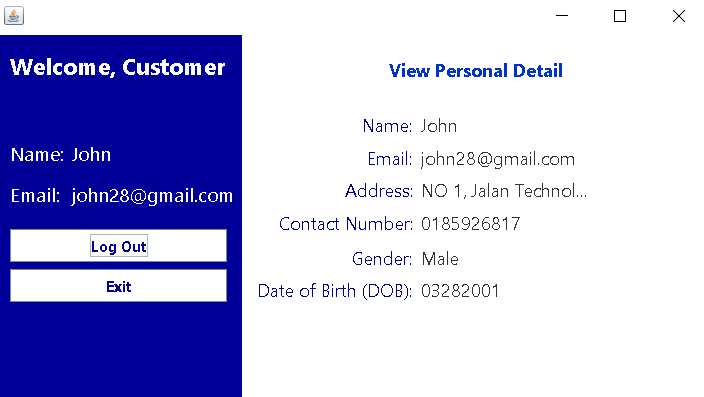 Welcome, Customer
Name: John
Email: john28@gmail.com
Log Out
Exit
View Personal Detail
Name: John
Email: john28@gmail.com
Address: NO 1, Jalan Technol...
Contact Number: 0185926817
Gender: Male
Date of Birth (DOB): 03282001